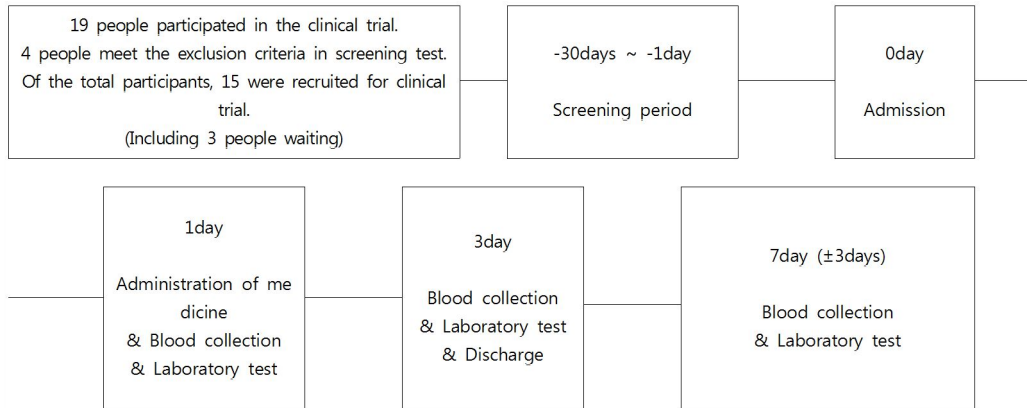 19 people participated in the clinical trial.
4 people meet the exclusion criteria in screening test.
Of the total participants, 15 were recruited for clinical
trial.
(Including 3 people waiting)
-30days ~ -1day
Screening period
0day
Admission
1day
Administration of me
dicine
& Blood collection
& Laboratory test
3day
Blood collection
& Laboratory test
& Discharge
7day (±3days)
Blood collection
& Laboratory test